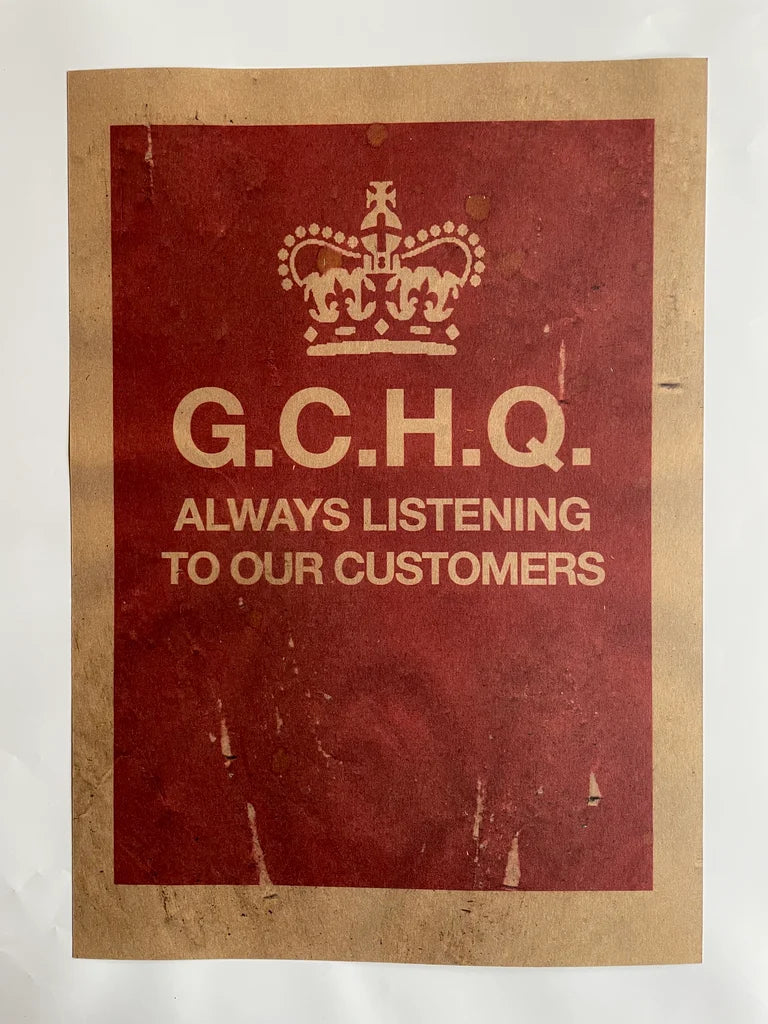 G.C.H.Q.
ALWAYS LISTENING
TO OUR CUSTOMERS